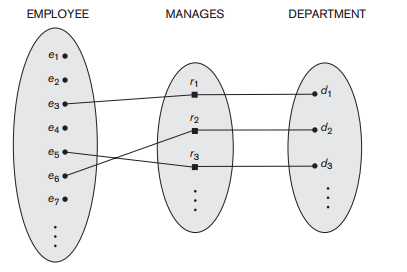 EMPLOYEE
MANAGES
DEPARTMENT
e1
e2
e3
e4
e5
e6
e7
r1
r2
r3
d1
d2
d3